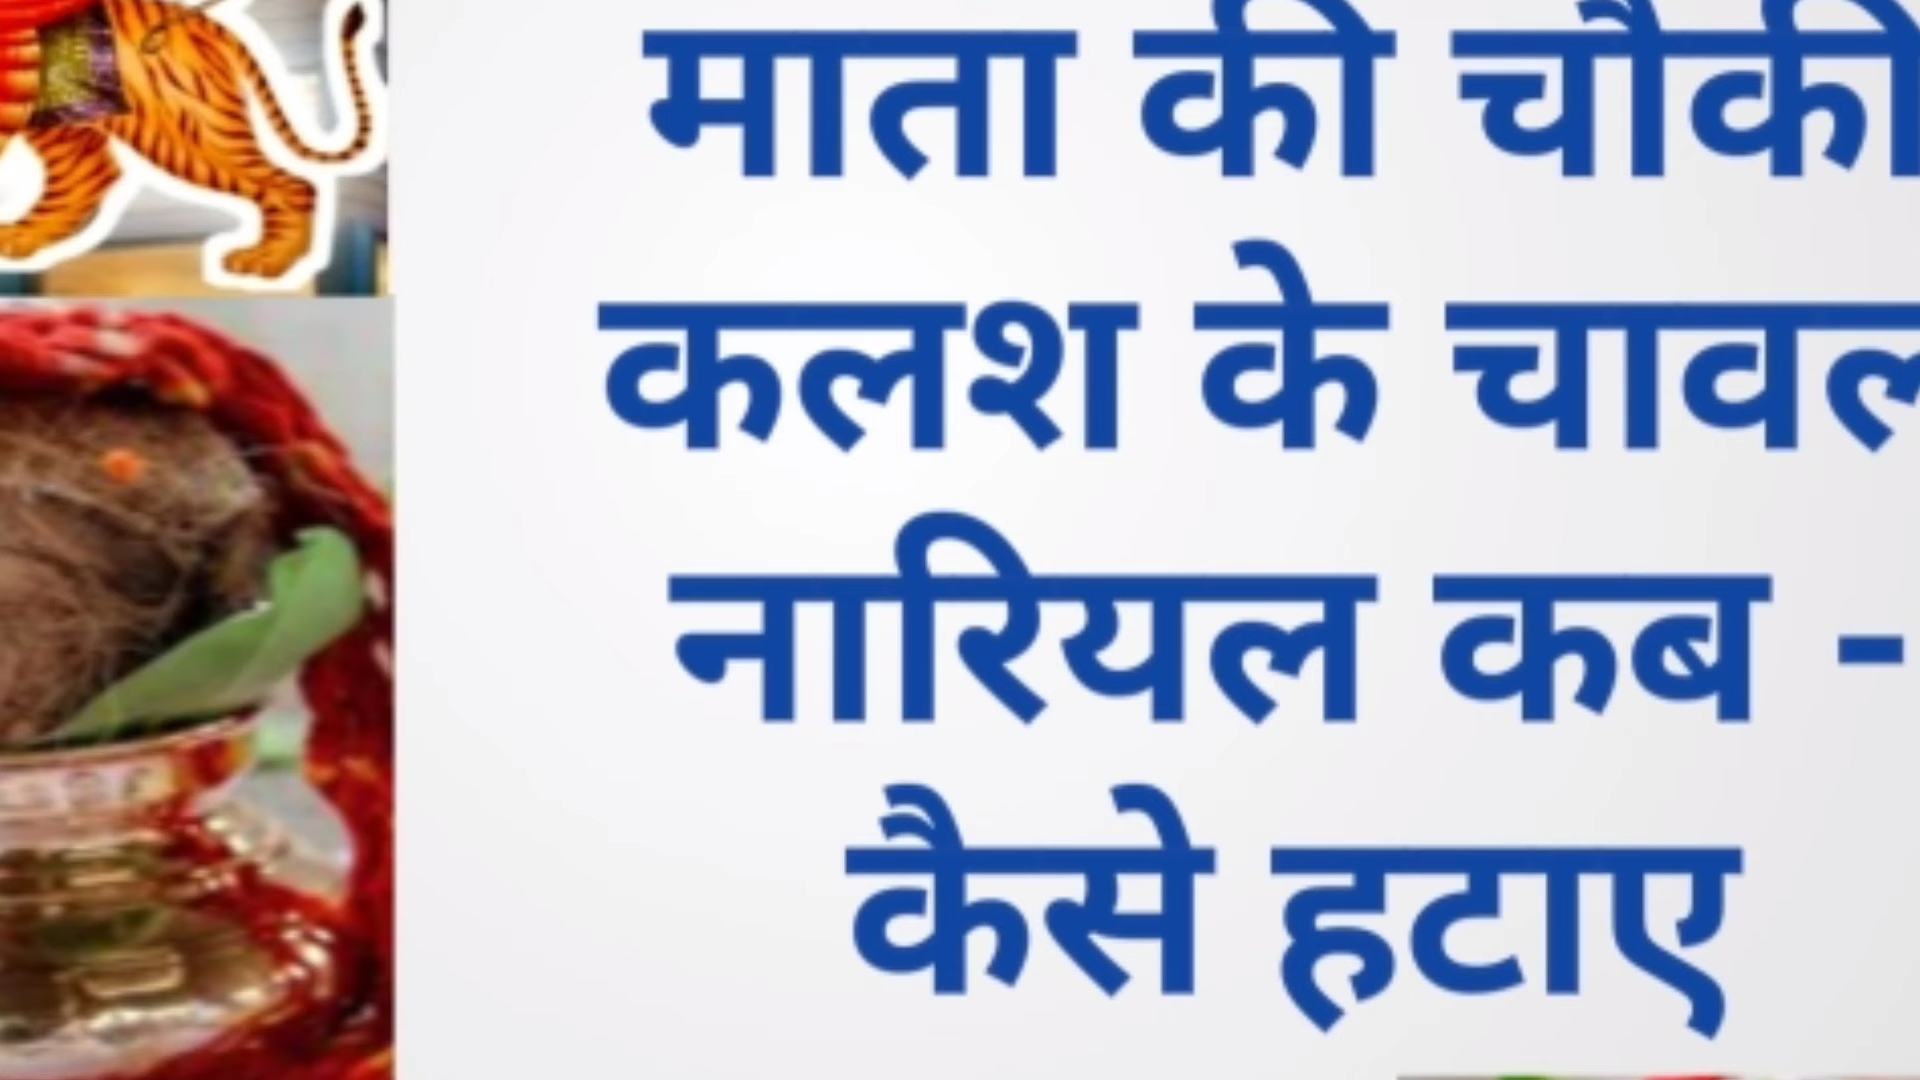 माता की चौकी
कलश के चावल
नारियल कब -
कैसे हटाए